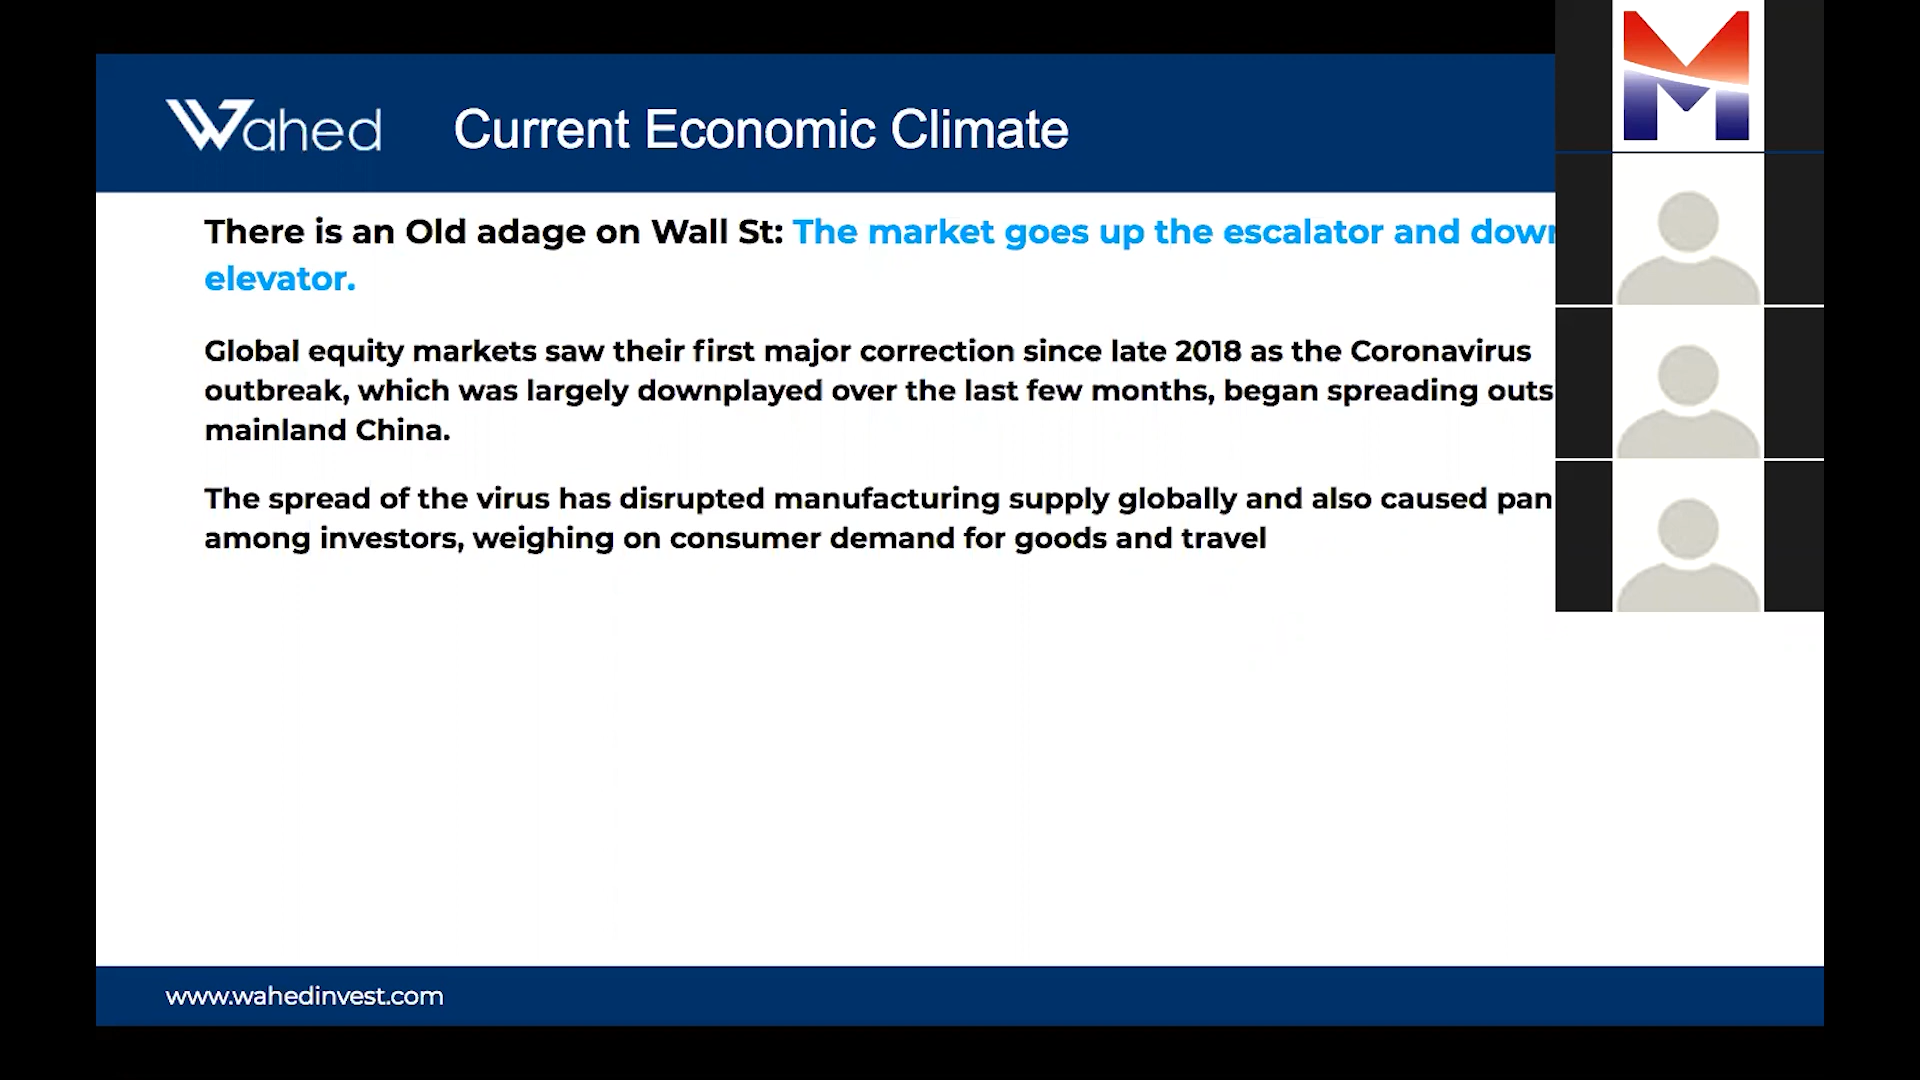 Wahed
Current Economic Climate
There is an Old adage on Wall St: The market goes up the escalator and down
elevator.
Global equity markets saw their first major correction since late 2018 as the Coronavirus
outbreak, which was largely downplayed over the last few months, began spreading outs
mainland China.
The spread of the virus has disrupted manufacturing supply globally and also caused pan
among investors, weighing on consumer demand for goods and travel
www.wahedinvest.com
M